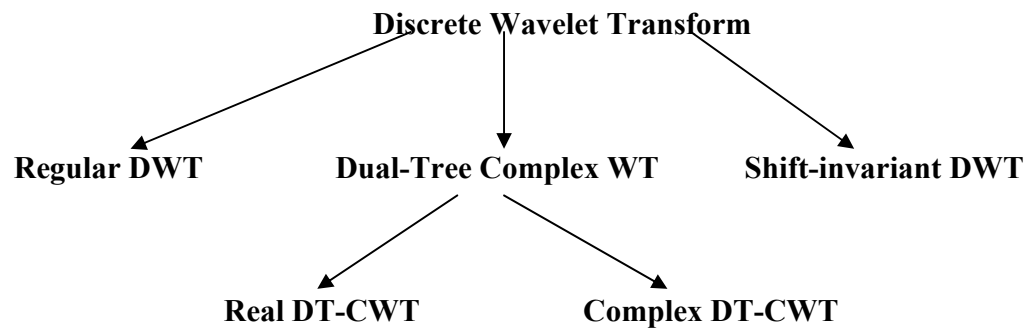 Discrete Wavelet Transform
Regular DWT Dual-Tree Complex WT Shift-invariant DWT
Real DT-CWT Complex DT-CWT